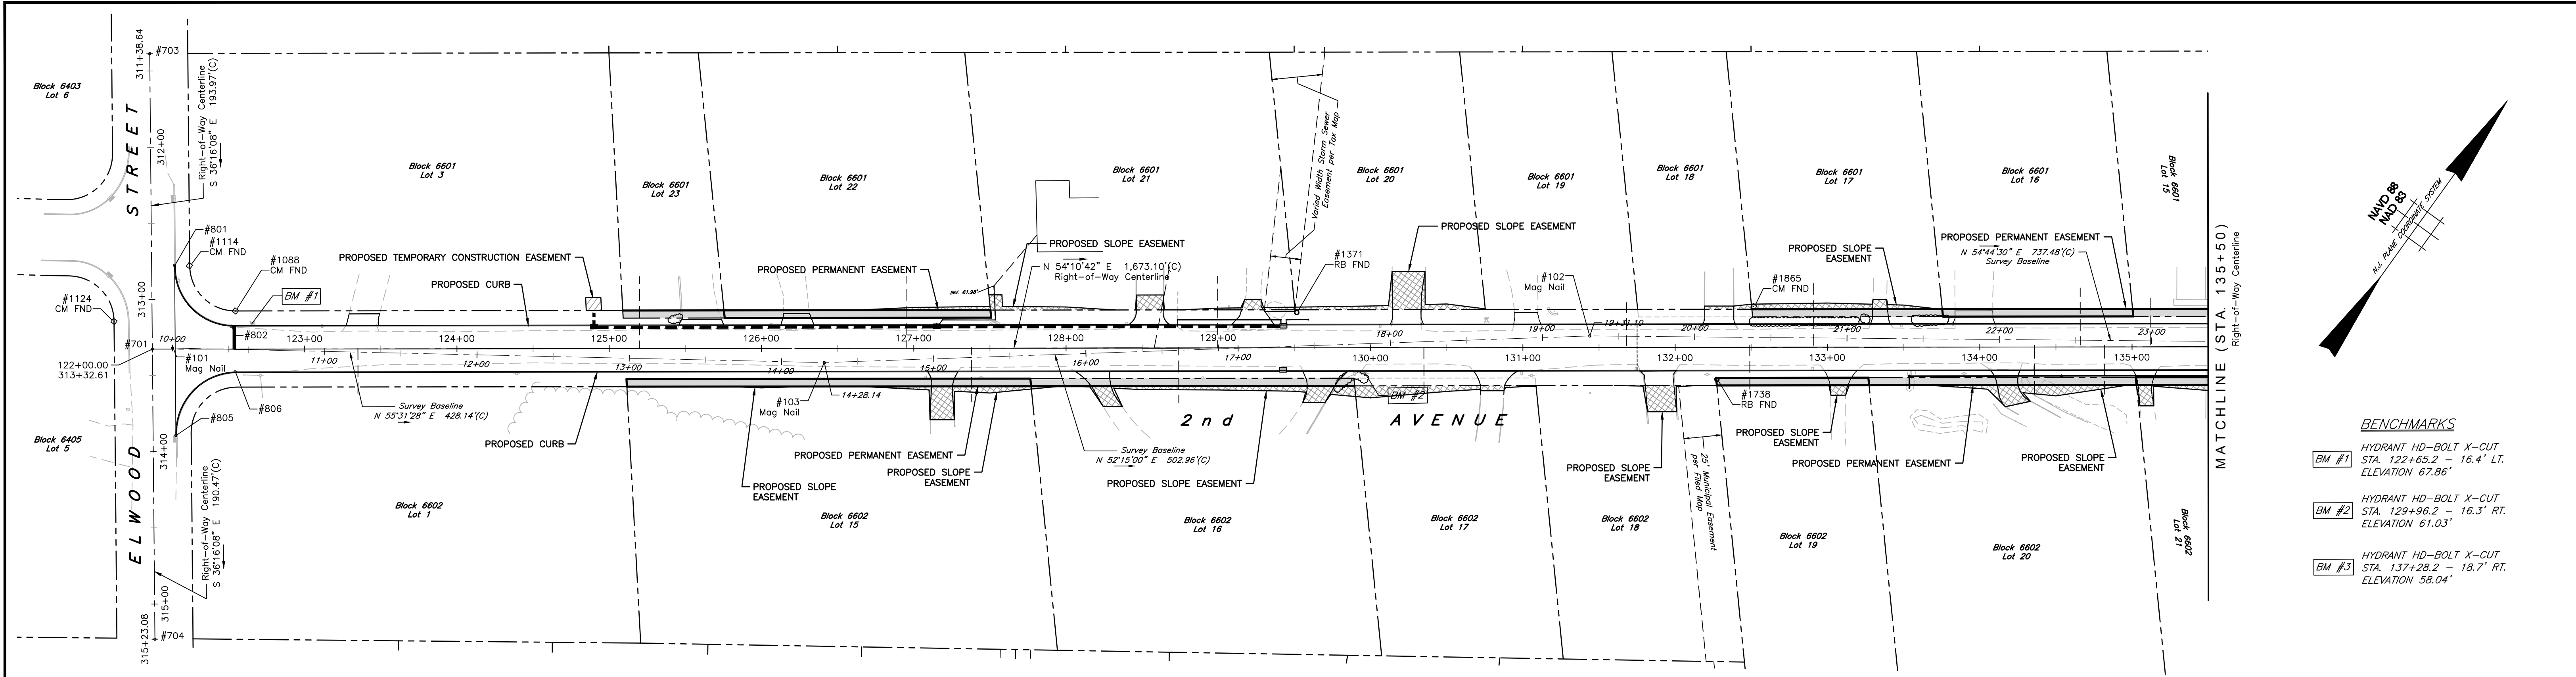 311+38.64
#703
Block 6403
Lot 6
STREET
312+00
Right-of-Way Centerline
S 36°16'08" E 193.97'(C)
Block 6601
Lot 3
Block 6601
Lot 23
Block 6601
Lot 22
Block 6601
Lot 21
Varied Width Storm Sewer
Easement per Tax Map
Block 6601
Lot 20
Block 6601
Lot 19
Block 6601
Lot 18
Block 6601
Lot 17
Block 6601
Lot 16
Block 6601
Lot 15
#801
#1114
CM FND
#1088
CM FND
BM #1
PROPOSED TEMPORARY CONSTRUCTION EASEMENT
PROPOSED CURB
PROPOSED PERMANENT EASEMENT
INV. 61.98'
PROPOSED SLOPE EASEMENT
N 54°10'42" E 1,673.10'(C)
Right-of-Way Centerline
#1371
RB FND
PROPOSED SLOPE EASEMENT
#102
Mag Nail
19+31.10
#1865
CM FND
PROPOSED SLOPE
EASEMENT
PROPOSED PERMANENT EASEMENT
N 54°44'30" E 737.48'(C)
Survey Baseline
MATCHLINE (STA. 135+50)
Right-of-Way Centerline
NAVD 88
NAD 83
N.J. PLANE COORDINATE SYSTEM
#1124
CM FND
313+00
#701
122+00.00
313+32.61
10+00
#101
Mag Nail
#802
123+00
124+00
125+00
126+00
127+00
128+00
129+00
130+00
131+00
132+00
133+00
134+00
135+00
11+00
12+00
13+00
14+00
15+00
16+00
17+00
18+00
19+00
20+00
21+00
22+00
23+00
#806
#805
Survey Baseline
N 55°31'28" E 428.14'(C)
PROPOSED CURB
#103
Mag Nail
14+28.14
PROPOSED SLOPE
EASEMENT
PROPOSED PERMANENT EASEMENT
PROPOSED SLOPE
EASEMENT
Survey Baseline
N 52°15'00" E 502.96'(C)
PROPOSED SLOPE EASEMENT
2nd AVENUE
BM #2
PROPOSED SLOPE
EASEMENT
#1738
RB FND
25' Municipal Easement
per Filed Map
PROPOSED SLOPE
EASEMENT
PROPOSED PERMANENT EASEMENT
PROPOSED SLOPE
EASEMENT
Block 6405
Lot 5
ELWOOD
314+00
Right-of-Way Centerline
S 36°16'08" E 190.47'(C)
315+00
315+23.08
#704
Block 6602
Lot 1
Block 6602
Lot 15
Block 6602
Lot 16
Block 6602
Lot 17
Block 6602
Lot 18
Block 6602
Lot 19
Block 6602
Lot 20
Block 6602
Lot 21
BENCHMARKS
BM #1
HYDRANT HD-BOLT X-CUT
STA. 122+65.2 - 16.4' LT.
ELEVATION 67.86'
BM #2
HYDRANT HD-BOLT X-CUT
STA. 129+96.2 - 16.3' RT.
ELEVATION 61.03'
BM #3
HYDRANT HD-BOLT X-CUT
STA. 137+28.2 - 18.7' RT.
ELEVATION 58.04'